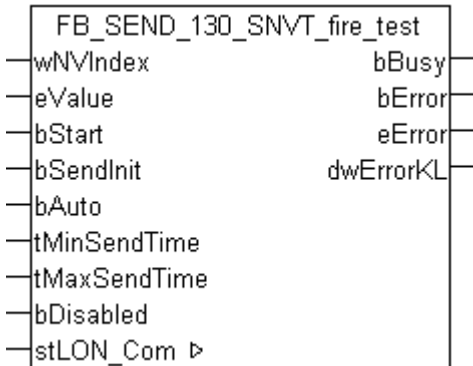 FB_SEND_130_SNVT_fire_test
wNVIndex bBusy
eValue bError
bStart eError
bSendInit dwErrorKL
bAuto
tMinSendTime
tMaxSendTime
bDisabled
stLON_Com ▷